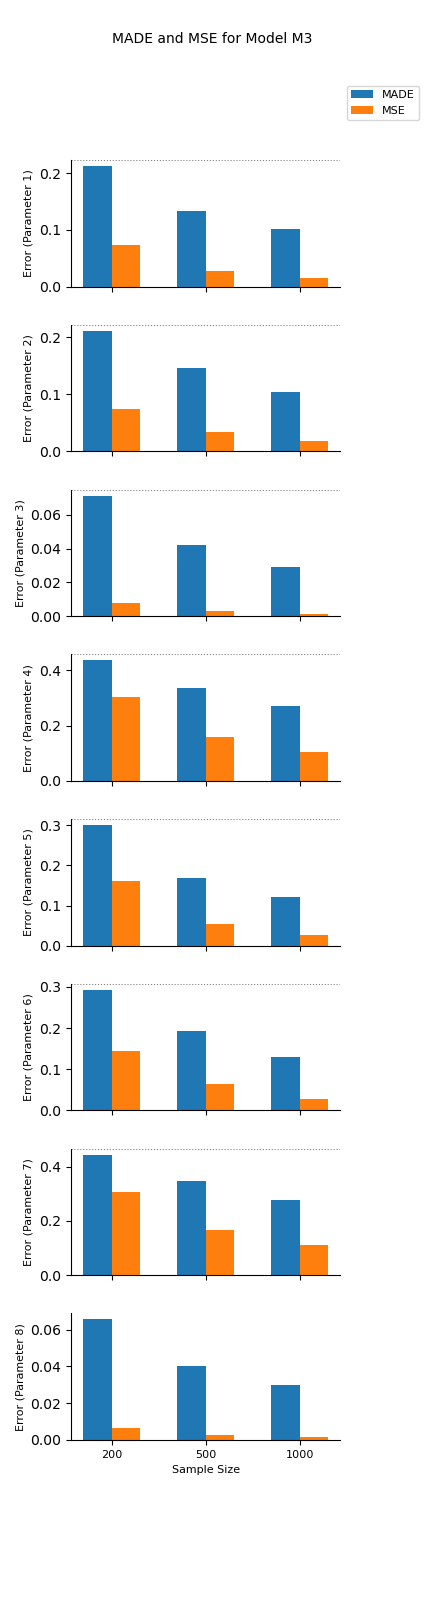 MADE and MSE for Model M3
MADE
MSE
Error (Parameter 1)
0.2
0.1
0.0
Error (Parameter 2)
0.2
0.1
0.0
Error (Parameter 3)
0.06
0.04
0.02
0.00
Error (Parameter 4)
0.4
0.2
0.0
Error (Parameter 5)
0.3
0.2
0.1
0.0
Error (Parameter 6)
0.3
0.2
0.1
0.0
Error (Parameter 7)
0.4
0.2
0.0
Error (Parameter 8)
0.06
0.04
0.02
0.00
200 500 1000
Sample Size